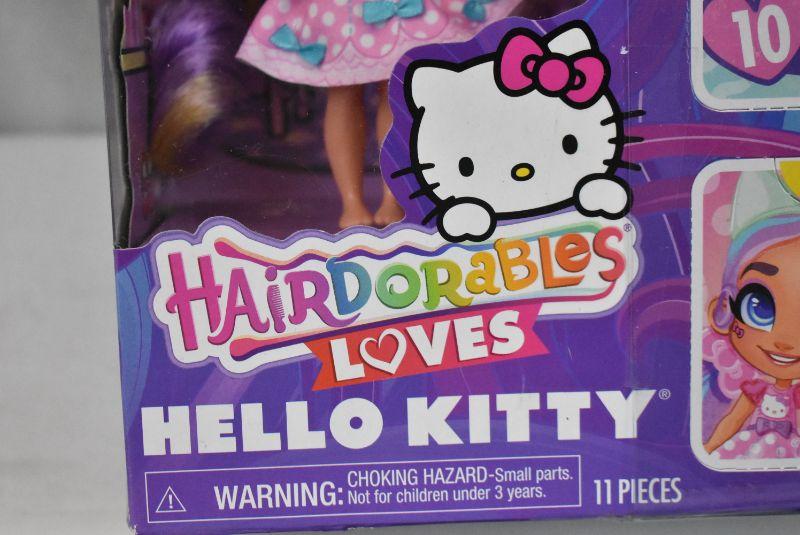 10
HAIRDORABLES®
LOVES
HELLO KITTY®
WARNING: CHOKING HAZARD-Small parts.
Not for children under 3 years.
11 PIECES